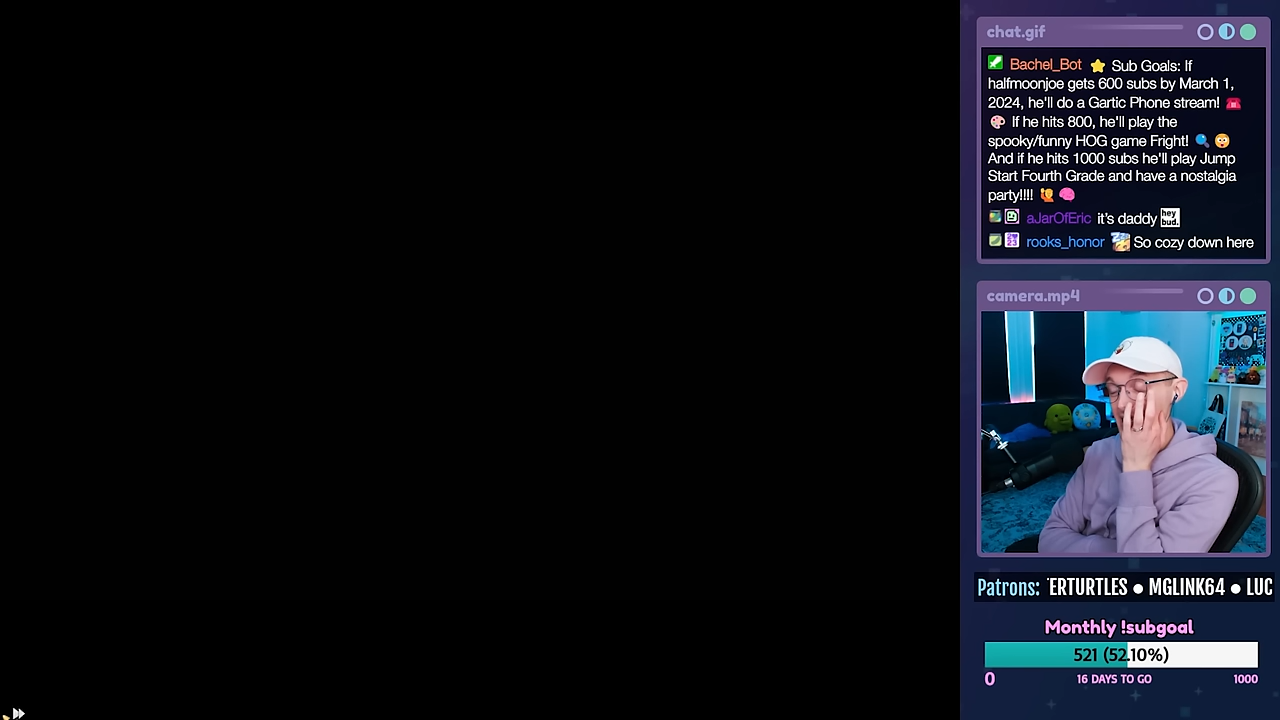 chat.gif
Bachel_Bot ⭐ Sub Goals: If
halfmoonjoe gets 600 subs by March 1,
2024, he'll do a Gartic Phone stream! ☎️
🎨 If he hits 800, he'll play the
spooky/funny HOG game Fright! 🔍 😳
And if he hits 1000 subs he'll play Jump
Start Fourth Grade and have a nostalgia
party!!!! 🙋 🧠
aJarOfEric it's daddy hey bud.
rooks_honor So cozy down here
camera.mp4
Patrons: ERTURTLES ● MGLINK64 ● LUC
Monthly !subgoal
521 (52.10%)
0 16 DAYS TO GO 1000